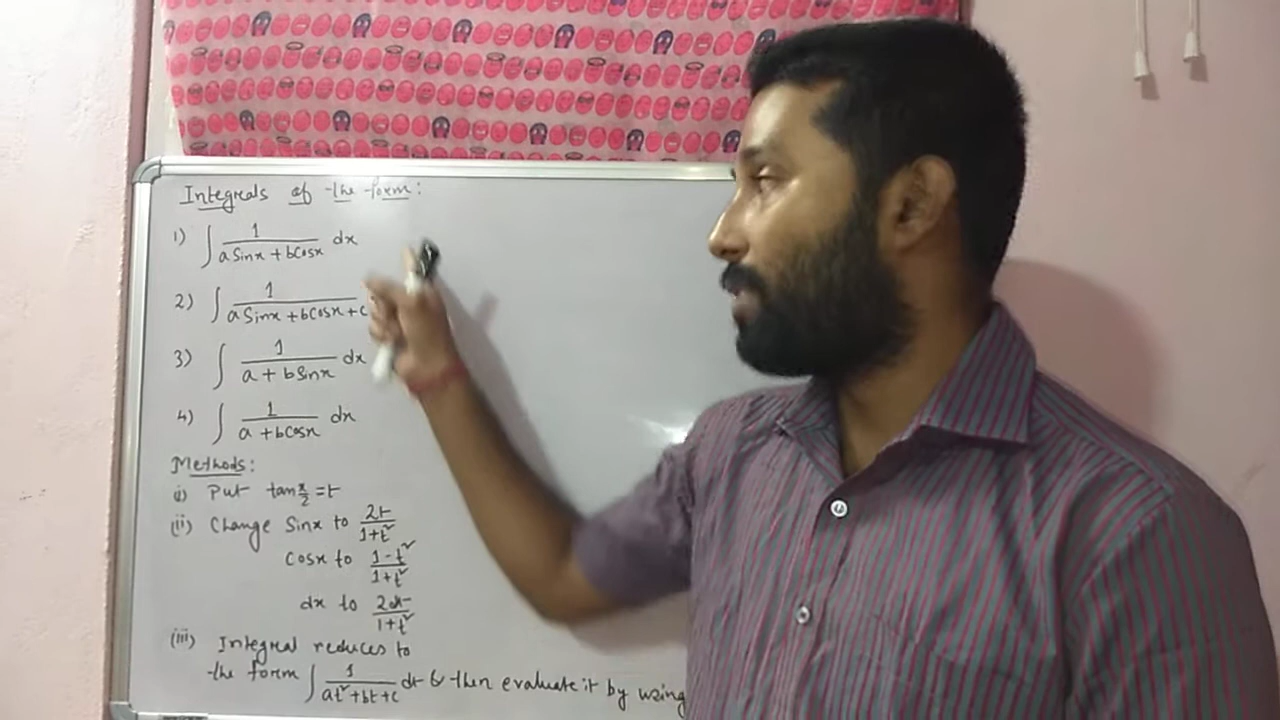 Integrals of the form:
1) ∫ 1/(aSinx + bCosx) dx
2) ∫ 1/(aSinx + bCosx + c)
3) ∫ 1/(a + bSinx) dx
4) ∫ 1/(a + bCosx) dx
Methods:
(i) Put tan x/2 = t
(ii) Change Sinx to 2t/(1+t²)
Cosx to (1-t²)/(1+t²)
dx to 2dt/(1+t²)
(iii) Integral reduces to
the form ∫ 1/(at²+bt+c) dt & then evaluate it by using